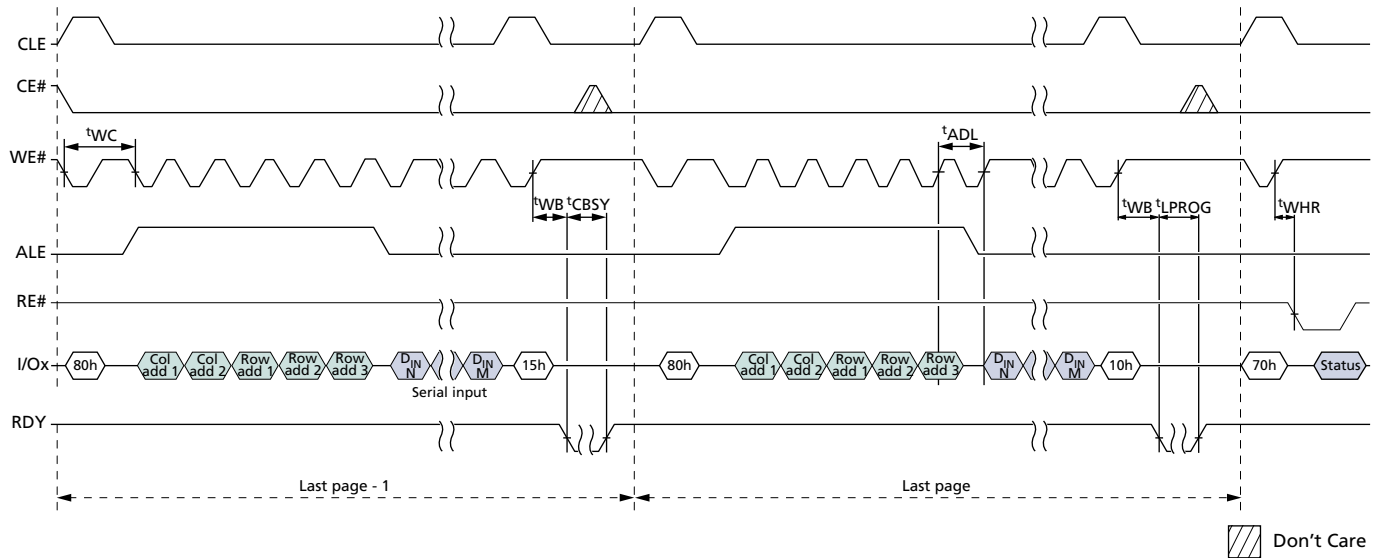 CLE
CE#
tWC
tADL
WE#
tWB tCBSY
tWB tLPROG
tWHR
ALE
RE#
I/Ox
80h
Col add 1
Col add 2
Row add 1
Row add 2
Row add 3
DIN N
DIN M
15h
80h
Col add 1
Col add 2
Row add 1
Row add 2
Row add 3
DIN N
DIN M
10h
70h
Status
Serial input
RDY
Last page - 1
Last page
Don't Care